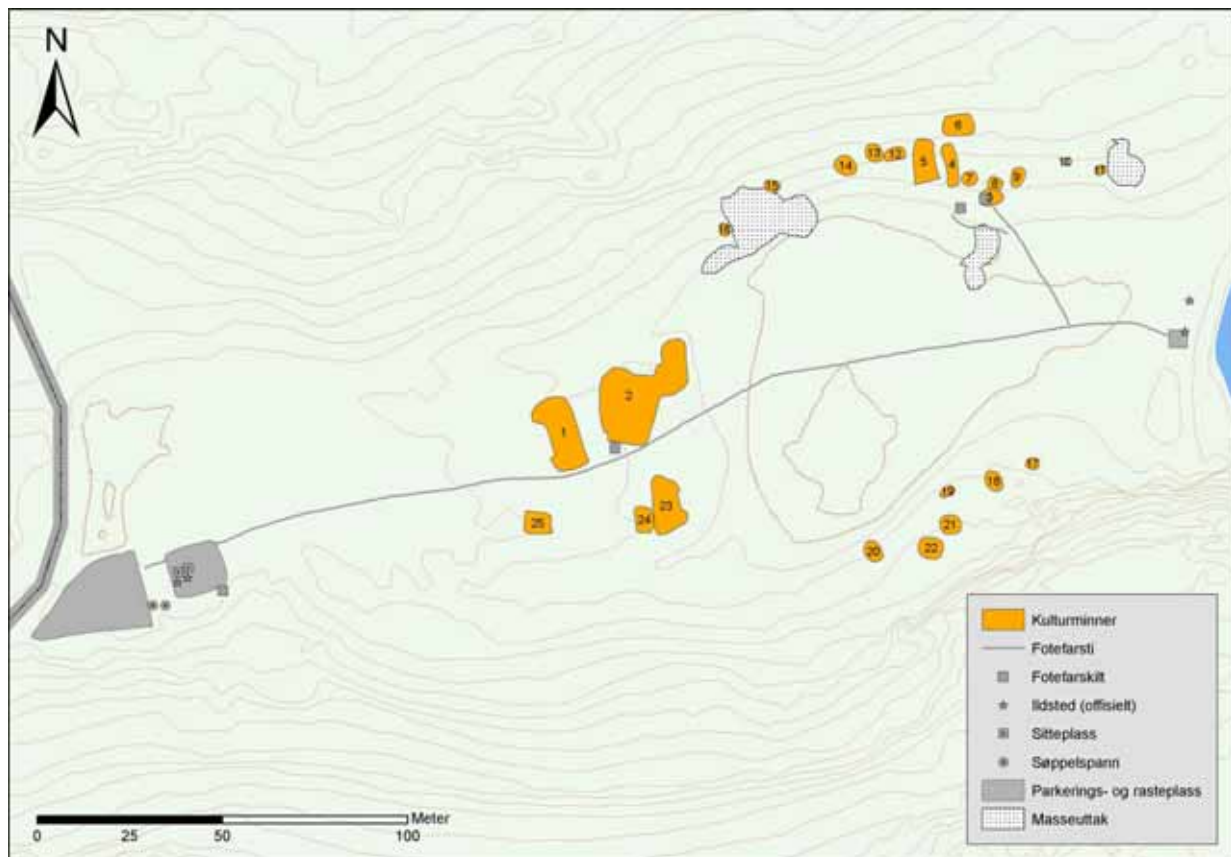 N
6
13
12
5
4
14
7
8
9
10
11
3
15
16
2
1
17
18
19
23
24
25
21
20
22
Kulturminner
Fotefarsti
Fotefarskilt
Ildsted (offisielt)
Sitteplass
Søppelspann
Parkerings- og rasteplass
Masseuttak
Meter
0 25 50 100